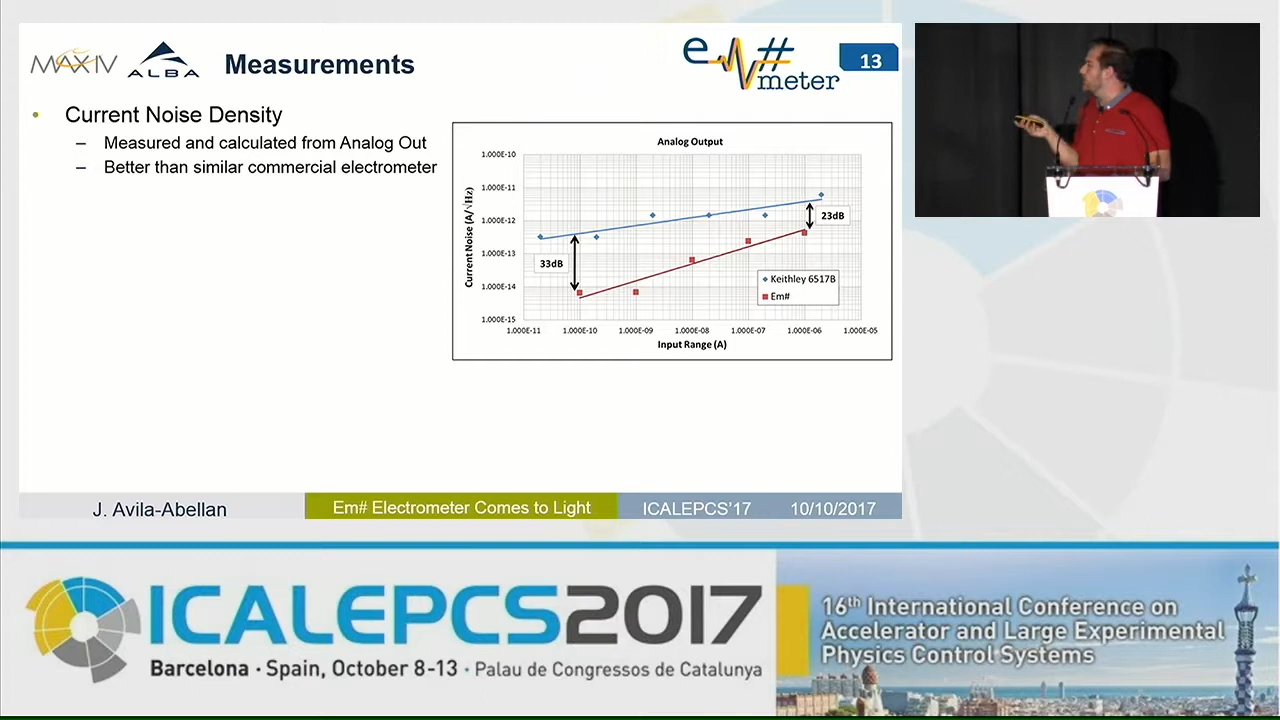 MAXIV
ALBA
Measurements
em#meter
13
• Current Noise Density
– Measured and calculated from Analog Out
– Better than similar commercial electrometer
Analog Output
1.000E-10
1.000E-11
1.000E-12
1.000E-13
1.000E-14
1.000E-15
Current Noise (A/√Hz)
33dB
23dB
Keithley 6517B
Em#
1.000E-11 1.000E-10 1.000E-09 1.000E-08 1.000E-07 1.000E-06 1.000E-05
Input Range (A)
J. Avila-Abellan
Em# Electrometer Comes to Light
ICALEPCS'17
10/10/2017
ICALEPCS2017
Barcelona · Spain, October 8-13 · Palau de Congressos de Catalunya
16th International Conference on
Accelerator and Large Experimental
Physics Control Systems